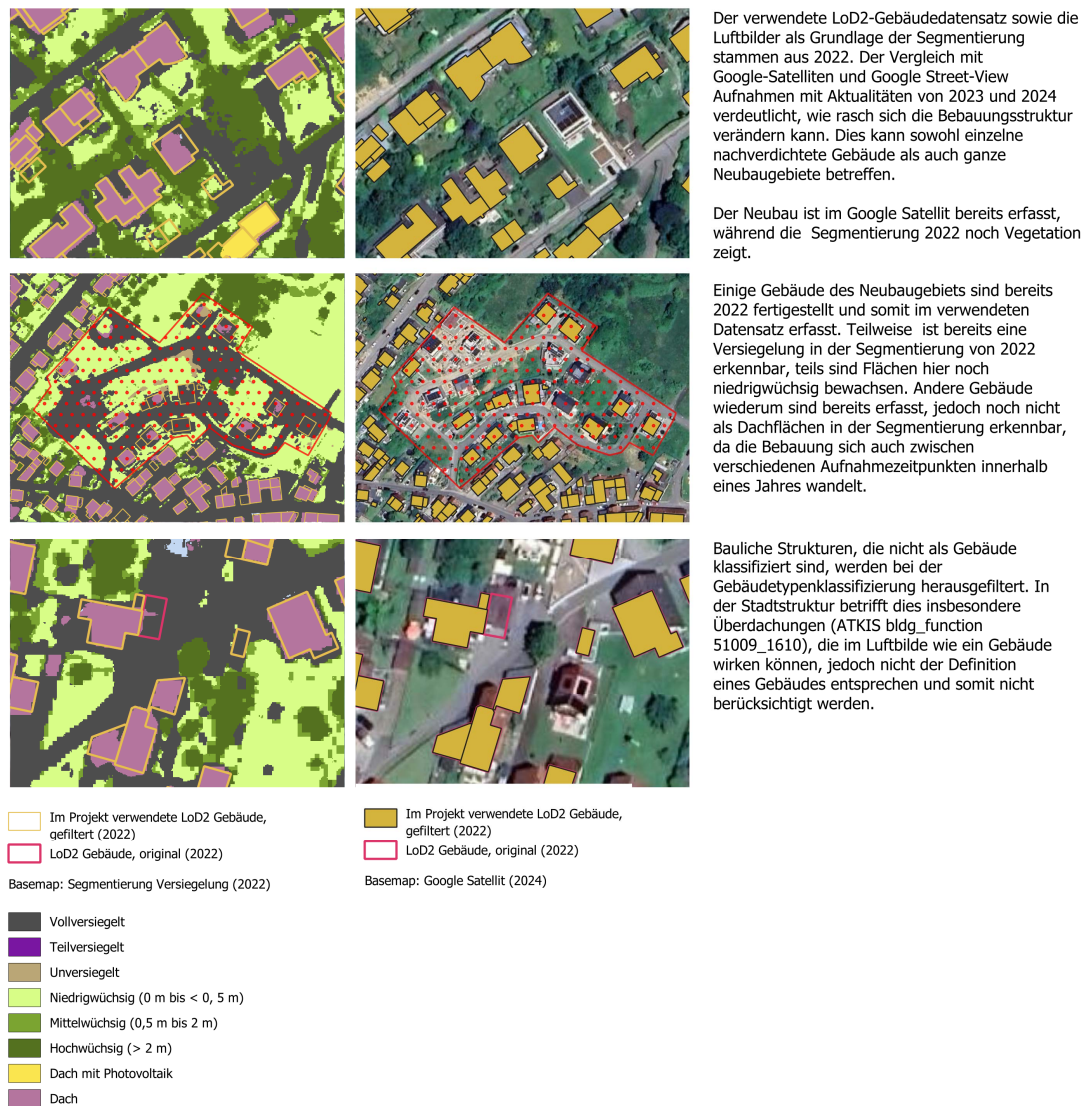 Der verwendete LoD2-Gebäudedatensatz sowie die
Luftbilder als Grundlage der Segmentierung
stammen aus 2022. Der Vergleich mit
Google-Satelliten und Google Street-View
Aufnahmen mit Aktualitäten von 2023 und 2024
verdeutlicht, wie rasch sich die Bebauungsstruktur
verändern kann. Dies kann sowohl einzelne
nachverdichtete Gebäude als auch ganze
Neubaugebiete betreffen.
Der Neubau ist im Google Satellit bereits erfasst,
während die Segmentierung 2022 noch Vegetation
zeigt.
Einige Gebäude des Neubaugebiets sind bereits
2022 fertigestellt und somit im verwendeten
Datensatz erfasst. Teilweise ist bereits eine
Versiegelung in der Segmentierung von 2022
erkennbar, teils sind Flächen hier noch
niedrigwüchsig bewachsen. Andere Gebäude
wiederum sind bereits erfasst, jedoch noch nicht
als Dachflächen in der Segmentierung erkennbar,
da die Bebauung sich auch zwischen
verschiedenen Aufnahmezeitpunkten innerhalb
eines Jahres wandelt.
Bauliche Strukturen, die nicht als Gebäude
klassifiziert sind, werden bei der
Gebäudetypenklassifizierung herausgefiltert. In
der Stadtstruktur betrifft dies insbesondere
Überdachungen (ATKIS bldg_function
51009_1610), die im Luftbilde wie ein Gebäude
wirken können, jedoch nicht der Definition
eines Gebäudes entsprechen und somit nicht
berücksichtigt werden.
Im Projekt verwendete LoD2 Gebäude,
gefiltert (2022)
LoD2 Gebäude, original (2022)
Basemap: Segmentierung Versiegelung (2022)
Im Projekt verwendete LoD2 Gebäude,
gefiltert (2022)
LoD2 Gebäude, original (2022)
Basemap: Google Satellit (2024)
Vollversiegelt
Teilversiegelt
Unversiegelt
Niedrigwüchsig (0 m bis < 0, 5 m)
Mittelwüchsig (0,5 m bis 2 m)
Hochwüchsig (> 2 m)
Dach mit Photovoltaik
Dach